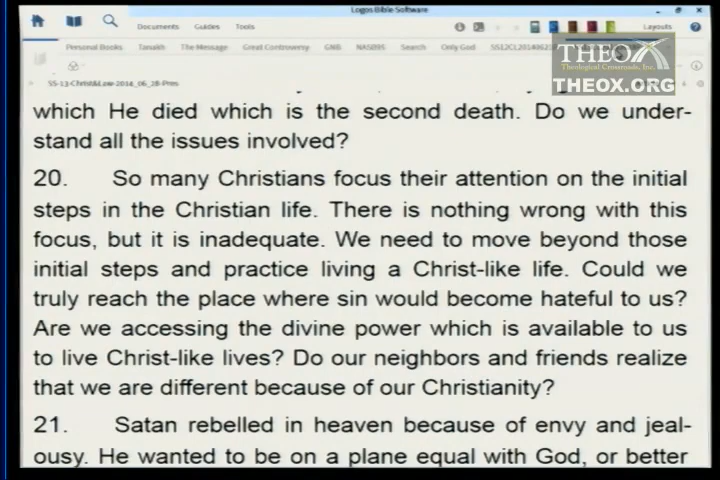 Logos Bible Software
Documents Guides Tools Layouts
Personal Books Tanakh The Message Great Controversy GNB NASB95 Search Only God
THEOX
Theological Crossroads, Inc.
THEOX.ORG
SS-13-Christ&Law-2014_06_28-Pres
which He died which is the second death. Do we under-
stand all the issues involved?
20. So many Christians focus their attention on the initial
steps in the Christian life. There is nothing wrong with this
focus, but it is inadequate. We need to move beyond those
initial steps and practice living a Christ-like life. Could we
truly reach the place where sin would become hateful to us?
Are we accessing the divine power which is available to us
to live Christ-like lives? Do our neighbors and friends realize
that we are different because of our Christianity?
21. Satan rebelled in heaven because of envy and jeal-
ousy. He wanted to be on a plane equal with God, or better